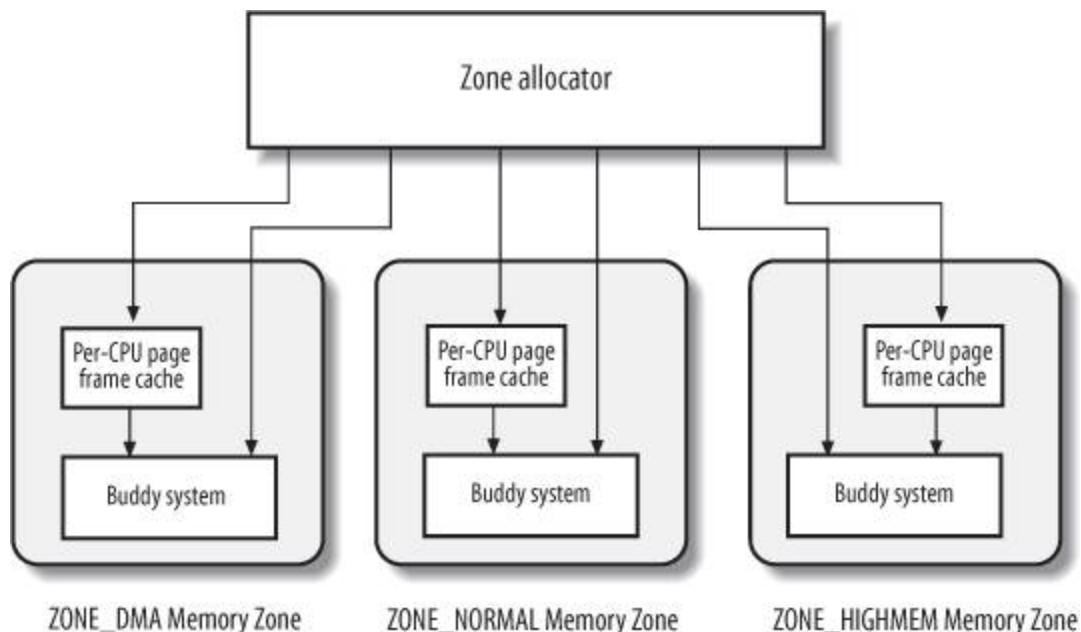 Zone allocator
Per-CPU page
frame cache
Per-CPU page
frame cache
Per-CPU page
frame cache
Buddy system
Buddy system
Buddy system
ZONE_DMA Memory Zone
ZONE_NORMAL Memory Zone
ZONE_HIGHMEM Memory Zone